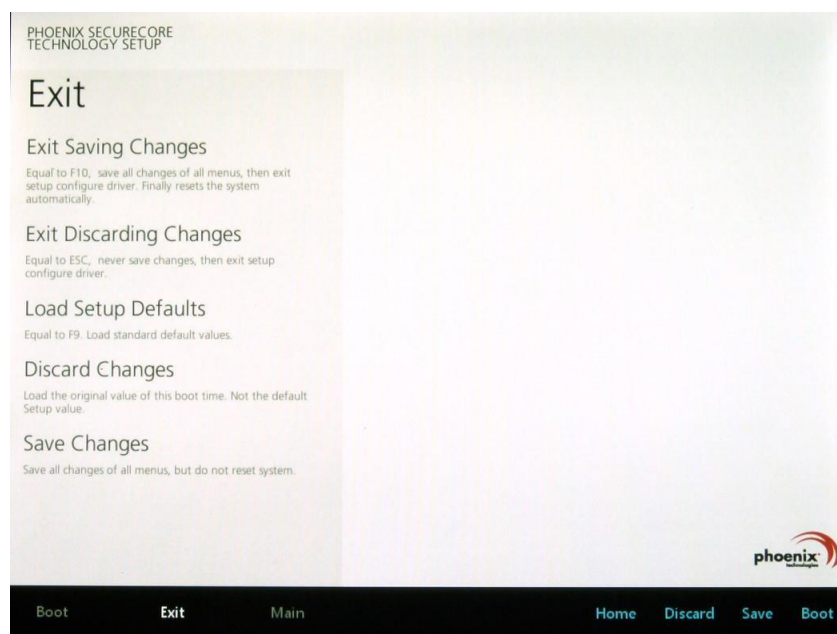 PHOENIX SECURECORE
TECHNOLOGY SETUP
Exit
Exit Saving Changes
Equal to F10, save all changes of all menus, then exit
setup configure driver. Finally resets the system
automatically.
Exit Discarding Changes
Equal to ESC, never save changes, then exit setup
configure driver.
Load Setup Defaults
Equal to F9. Load standard default values.
Discard Changes
Load the original value of this boot time. Not the default
Setup value.
Save Changes
Save all changes of all menus, but do not reset system.
phoenix
technologies
Boot Exit Main Home Discard Save Boot